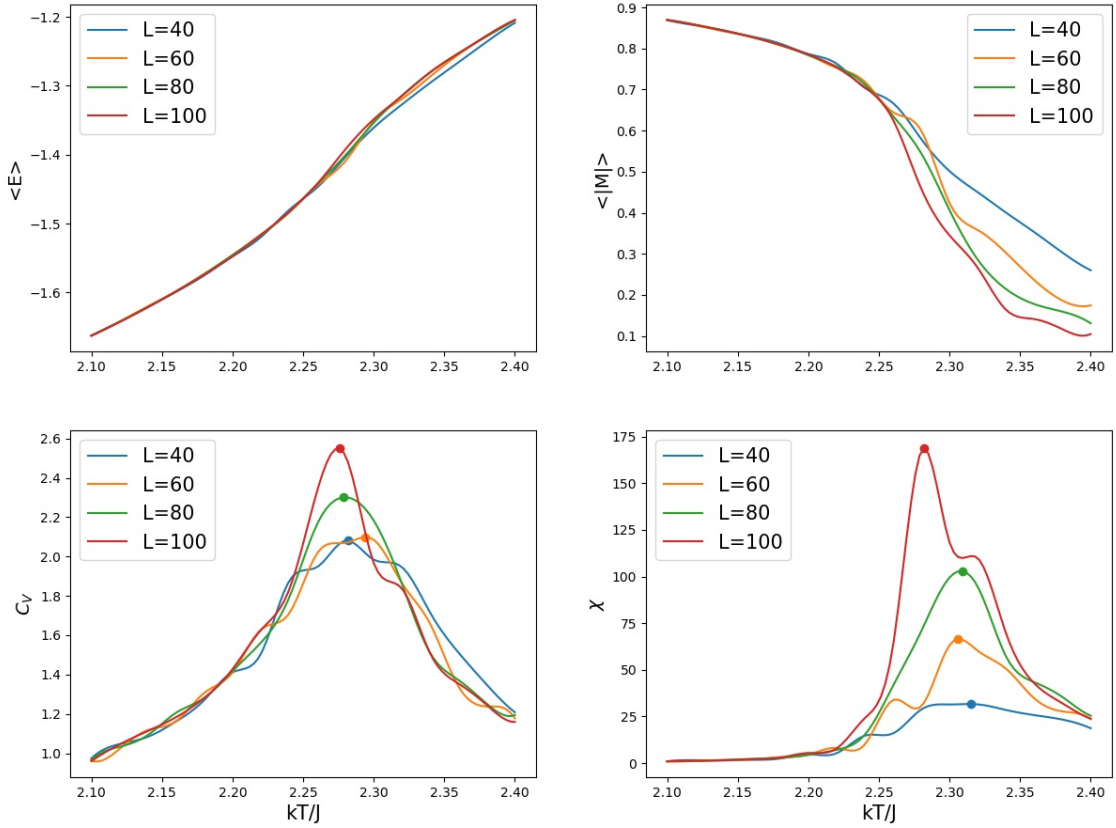 −1.2
−1.3
−1.4
−1.5
−1.6
<E>
L=40
L=60
L=80
L=100
2.10 2.15 2.20 2.25 2.30 2.35 2.40
0.9
0.8
0.7
0.6
0.5
0.4
0.3
0.2
0.1
<|M|>
L=40
L=60
L=80
L=100
2.10 2.15 2.20 2.25 2.30 2.35 2.40
2.6
2.4
2.2
2.0
1.8
1.6
1.4
1.2
1.0
C_V
L=40
L=60
L=80
L=100
2.10 2.15 2.20 2.25 2.30 2.35 2.40
kT/J
175
150
125
100
75
50
25
0
χ
L=40
L=60
L=80
L=100
2.10 2.15 2.20 2.25 2.30 2.35 2.40
kT/J